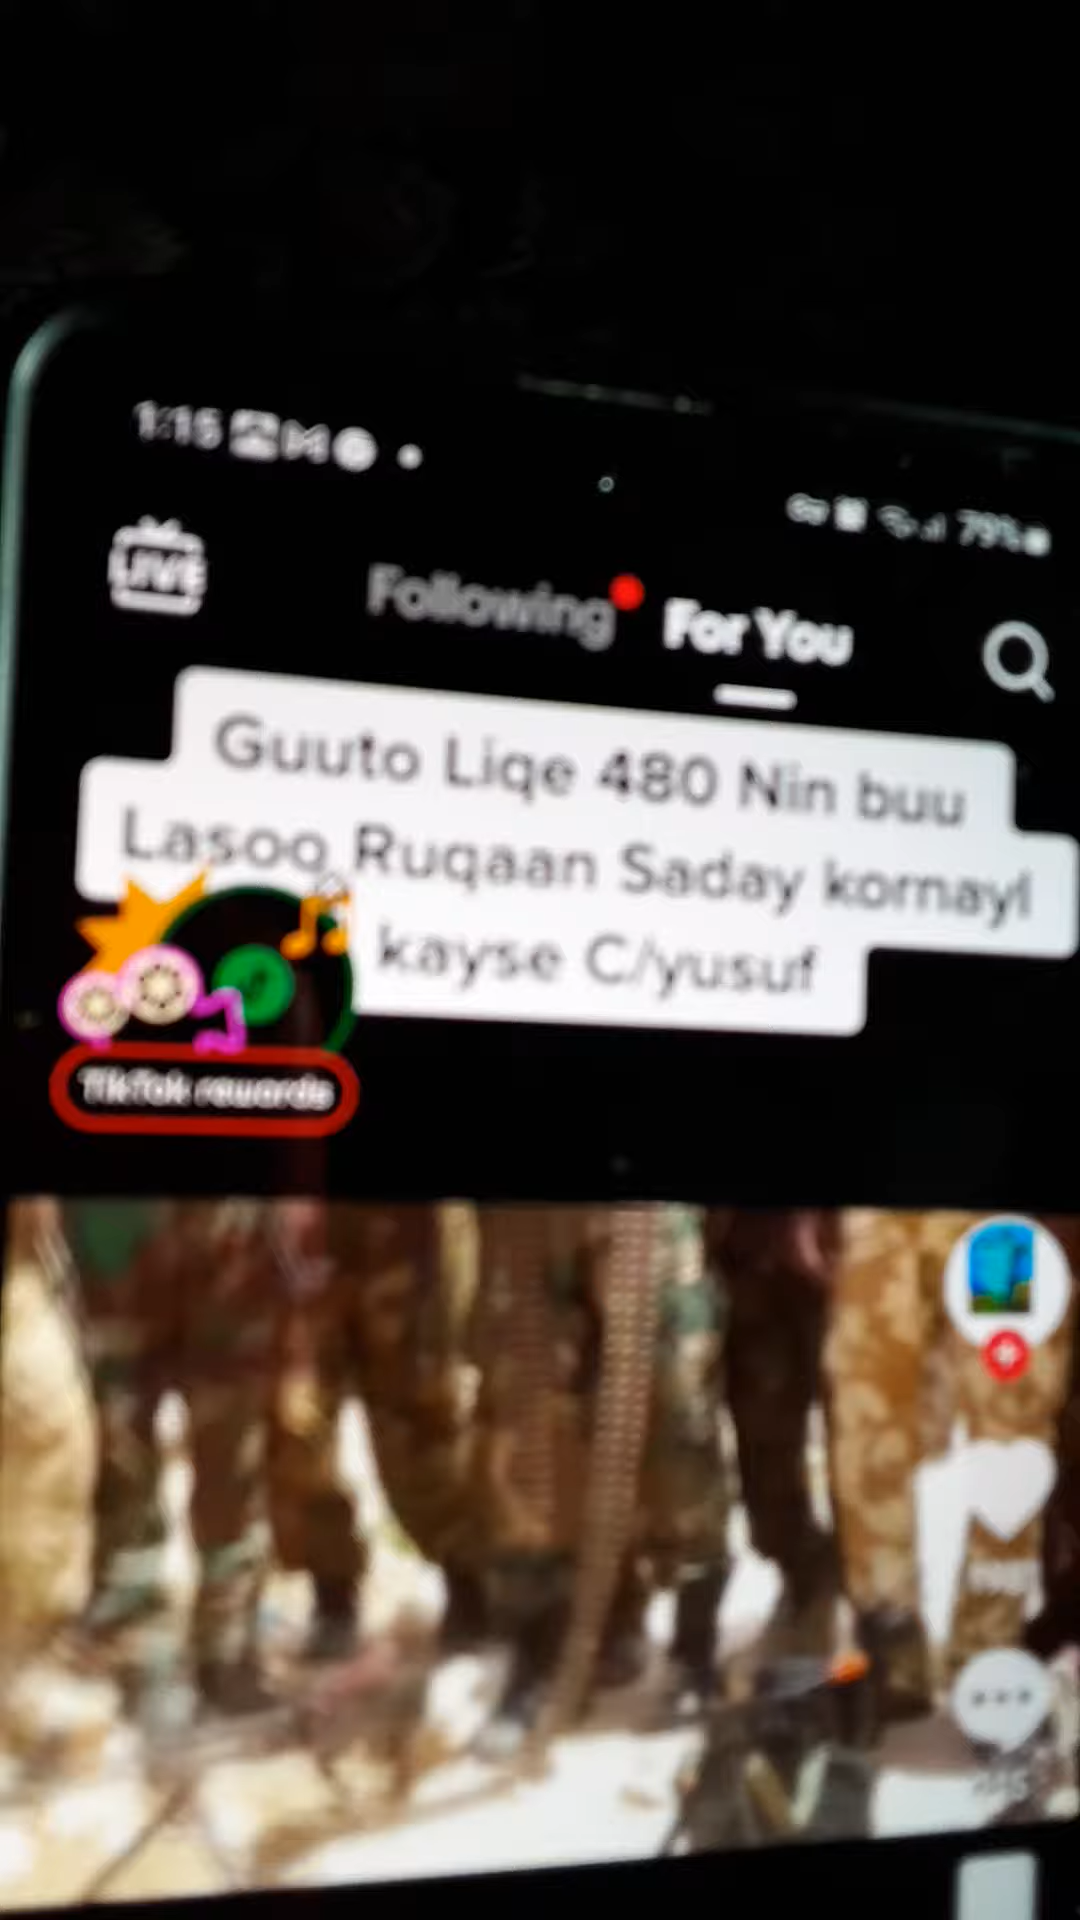 1:15
79%
LIVE
Following
For You
Guuto Liqe 480 Nin buu
Lasoo Ruqaan Saday kornayl
kayse C/yusuf
TikTok rewards